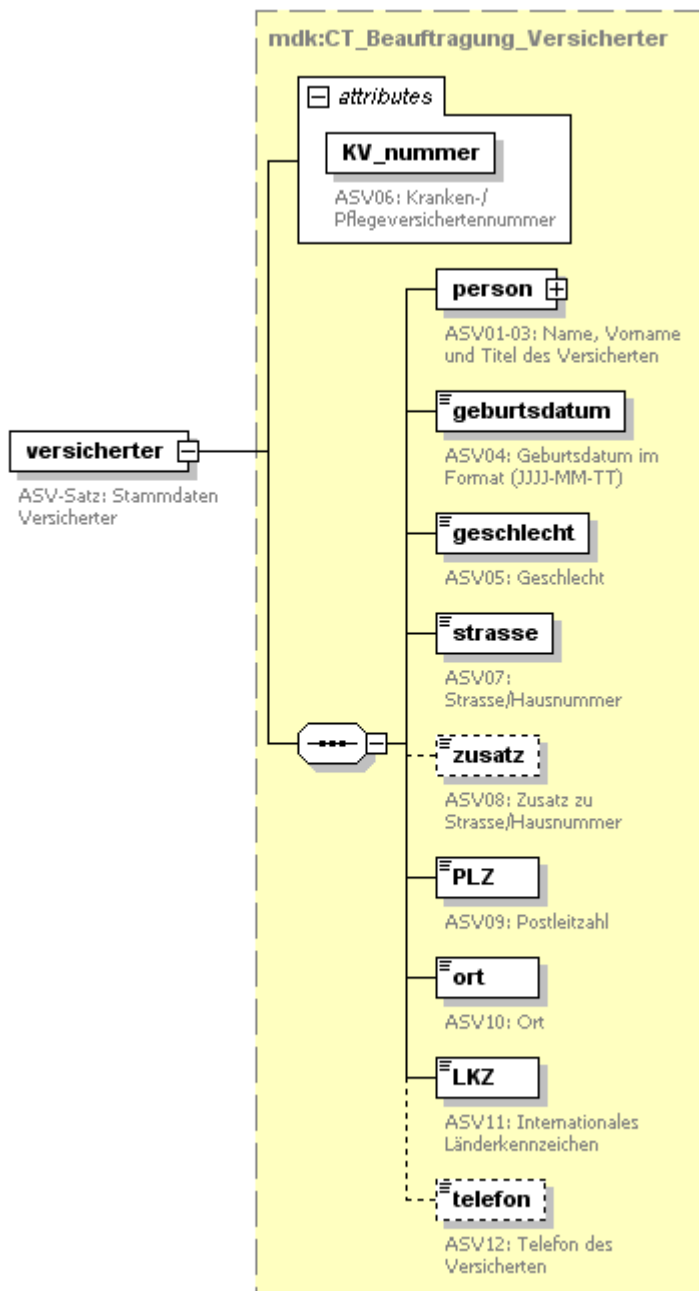 mdk:CT_Beauftragung_Versicherter
attributes
KV_nummer
ASV06: Kranken-/
Pflegeversichertennummer
person
ASV01-03: Name, Vorname
und Titel des Versicherten
geburtsdatum
ASV04: Geburtsdatum im
Format (JJJJ-MM-TT)
versicherter
ASV-Satz: Stammdaten
Versicherter
geschlecht
ASV05: Geschlecht
strasse
ASV07:
Strasse/Hausnummer
zusatz
ASV08: Zusatz zu
Strasse/Hausnummer
PLZ
ASV09: Postleitzahl
ort
ASV10: Ort
LKZ
ASV11: Internationales
Länderkennzeichen
telefon
ASV12: Telefon des
Versicherten